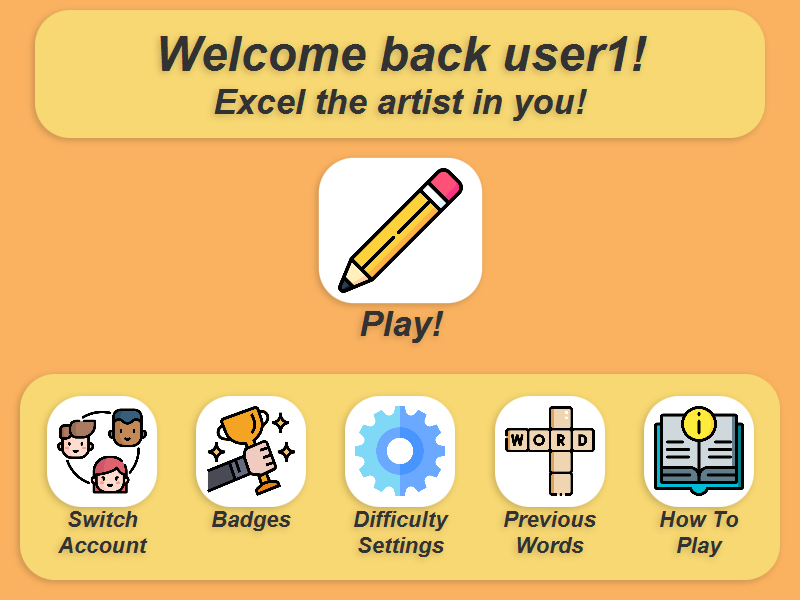 Welcome back user1!
Excel the artist in you!
Play!
WORD
i
Switch
Account
Badges
Difficulty
Settings
Previous
Words
How To
Play